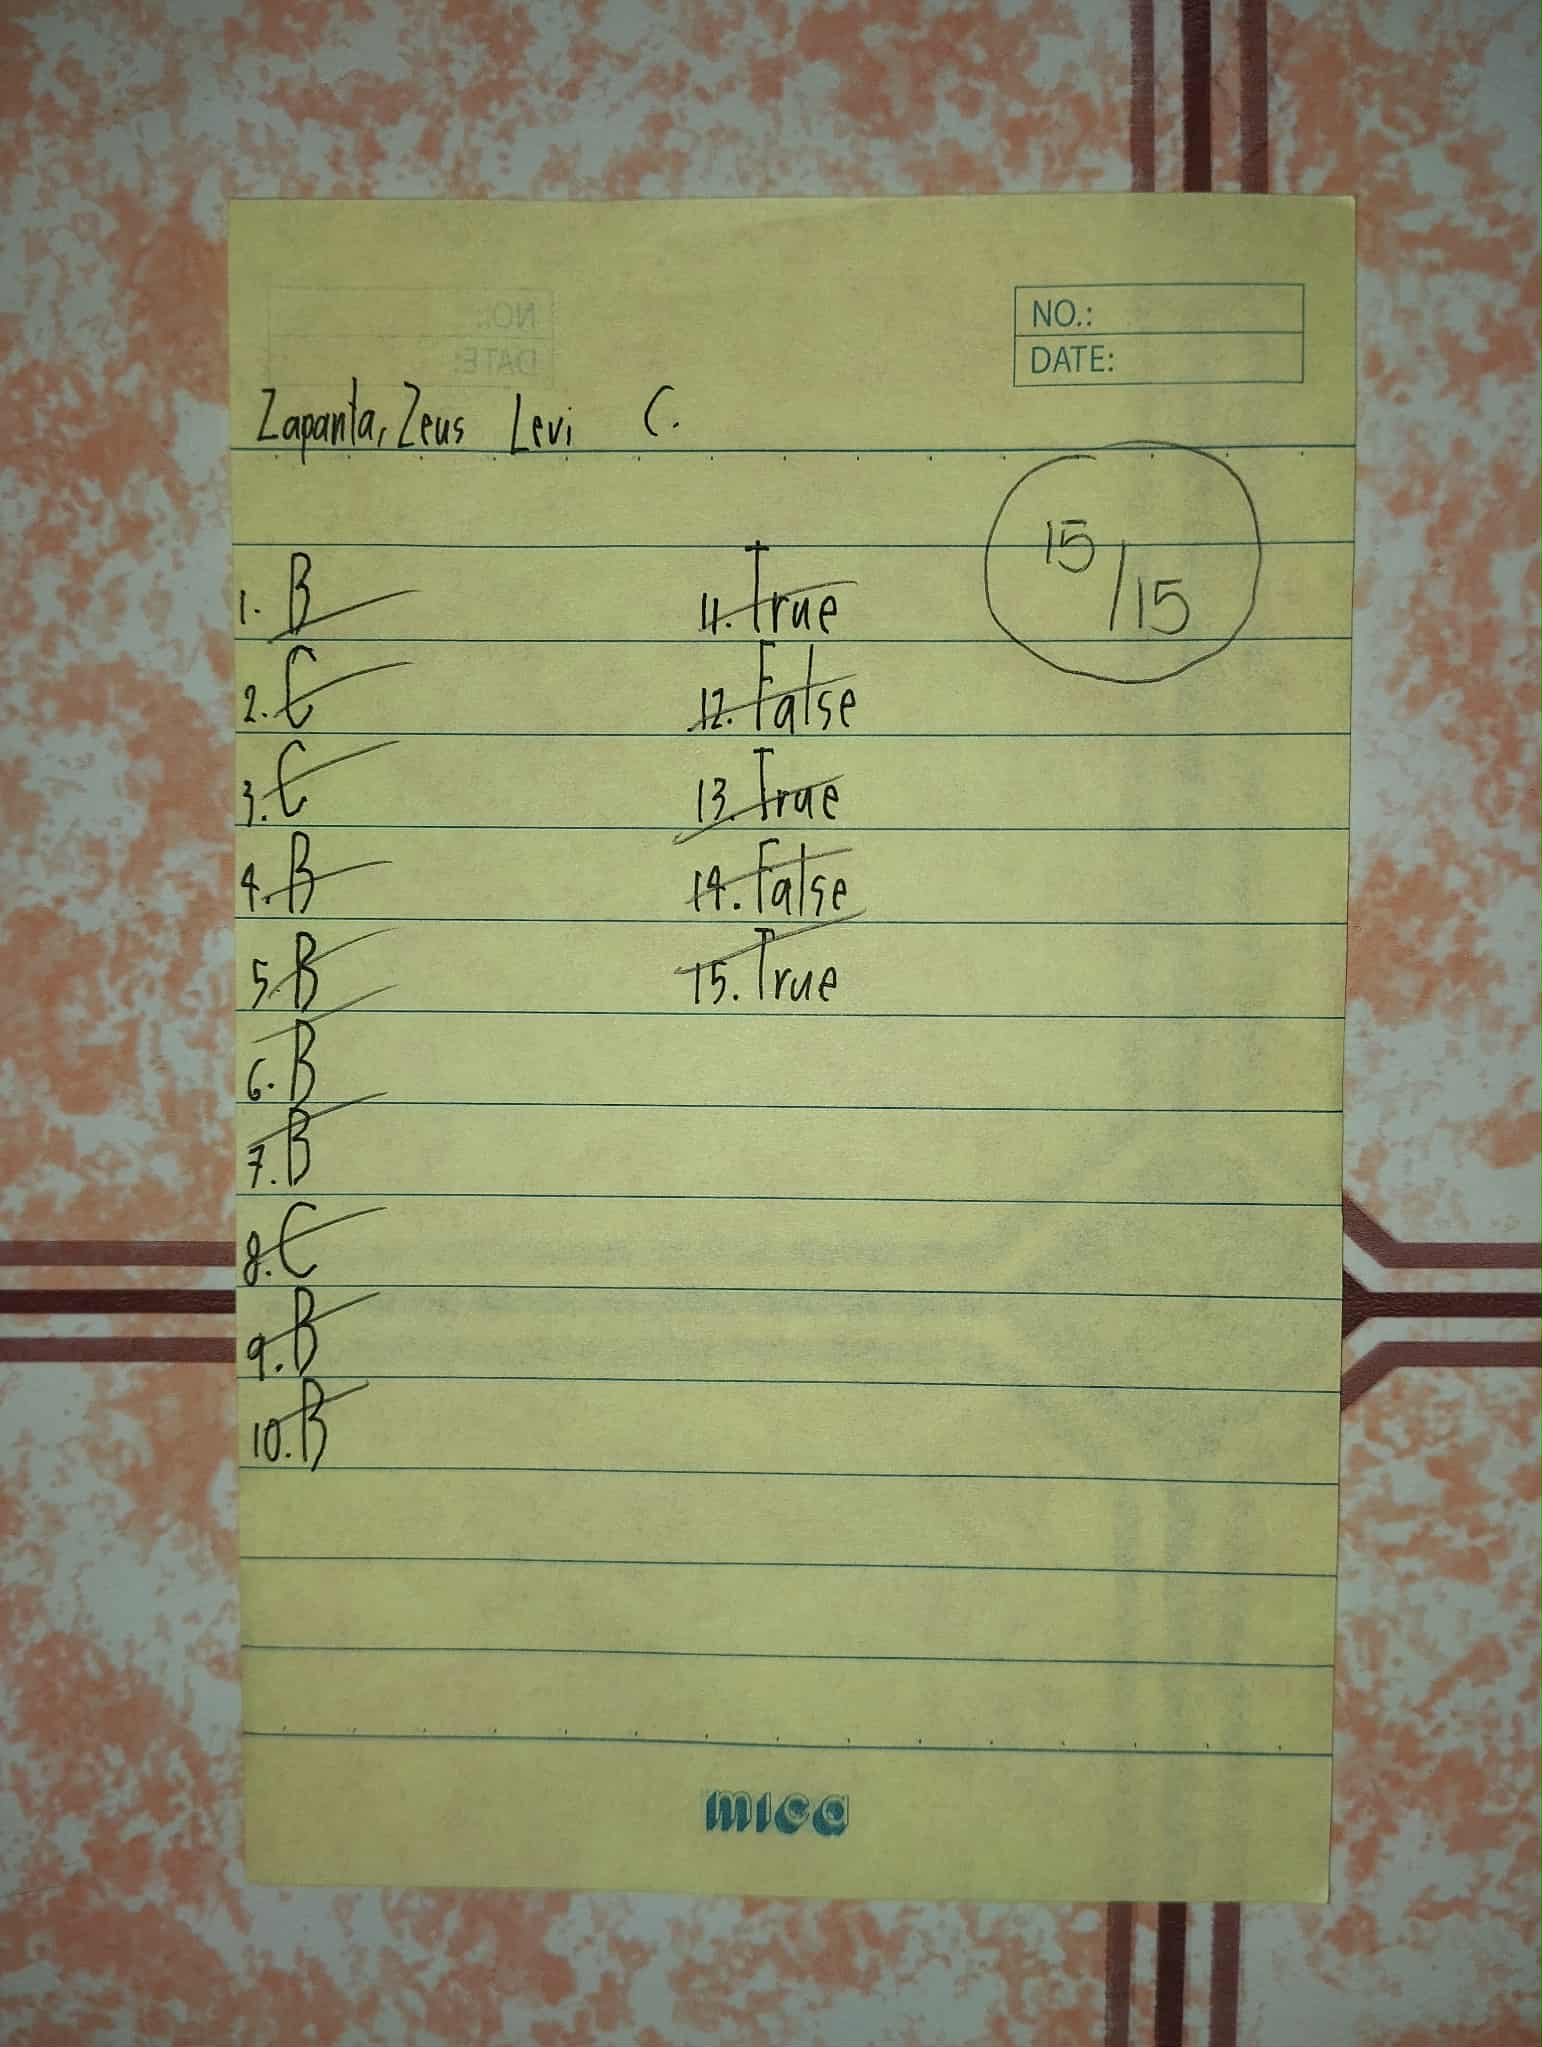 NO.:
DATE:
Zapanta, Zeus Levi C.
15/15
1. B
2. C
3. C
4. B
5. B
6. B
7. B
8. C
9. B
10. B
11. True
12. False
13. True
14. False
15. True
mica